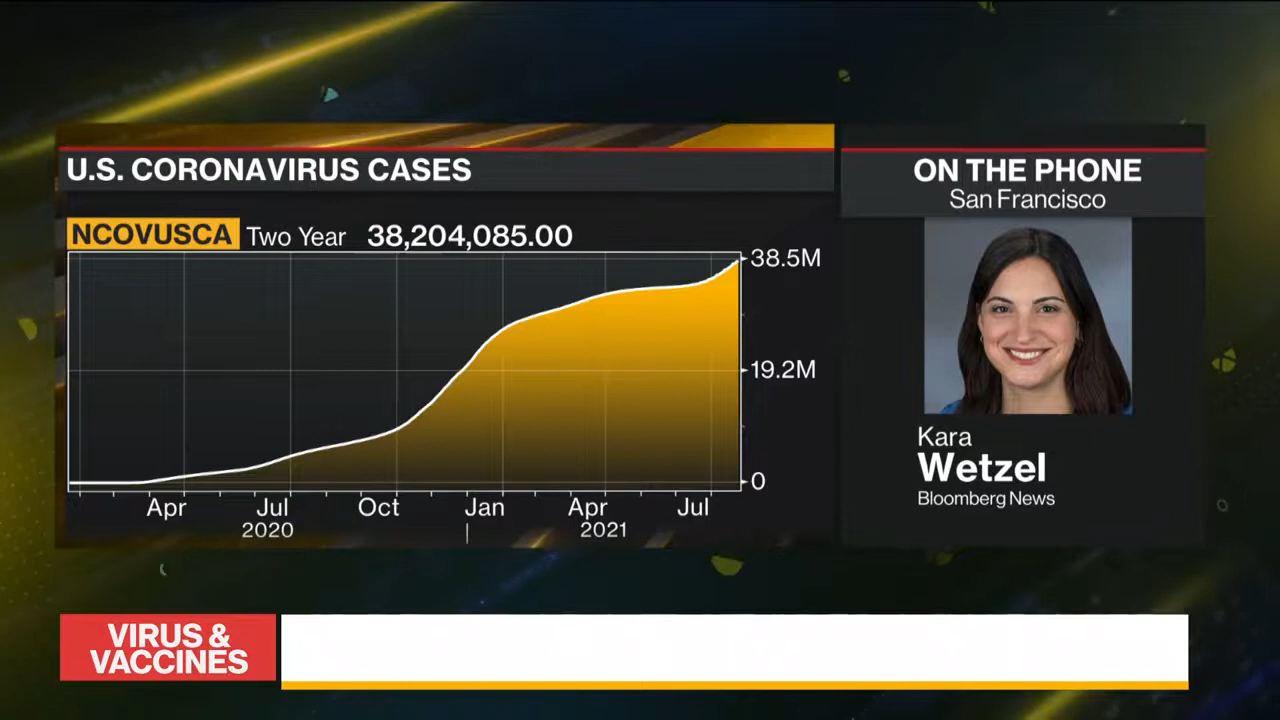 U.S. CORONAVIRUS CASES
NCOVUSCA Two Year 38,204,085.00
38.5M
19.2M
0
Apr Jul Oct Jan Apr Jul
2020 2021
ON THE PHONE
San Francisco
Kara
Wetzel
Bloomberg News
VIRUS &
VACCINES